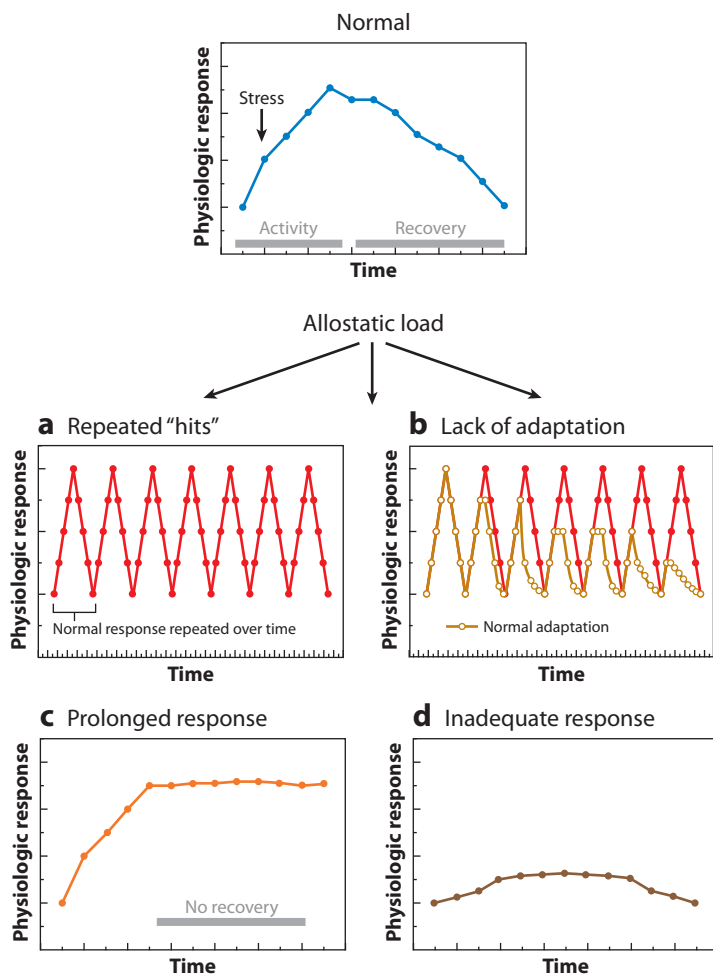 Normal
Physiologic response
Stress
Activity
Recovery
Time
Allostatic load
a Repeated “hits”
Physiologic response
Normal response repeated over time
Time
b Lack of adaptation
Physiologic response
Normal adaptation
Time
c Prolonged response
Physiologic response
No recovery
Time
d Inadequate response
Physiologic response
Time